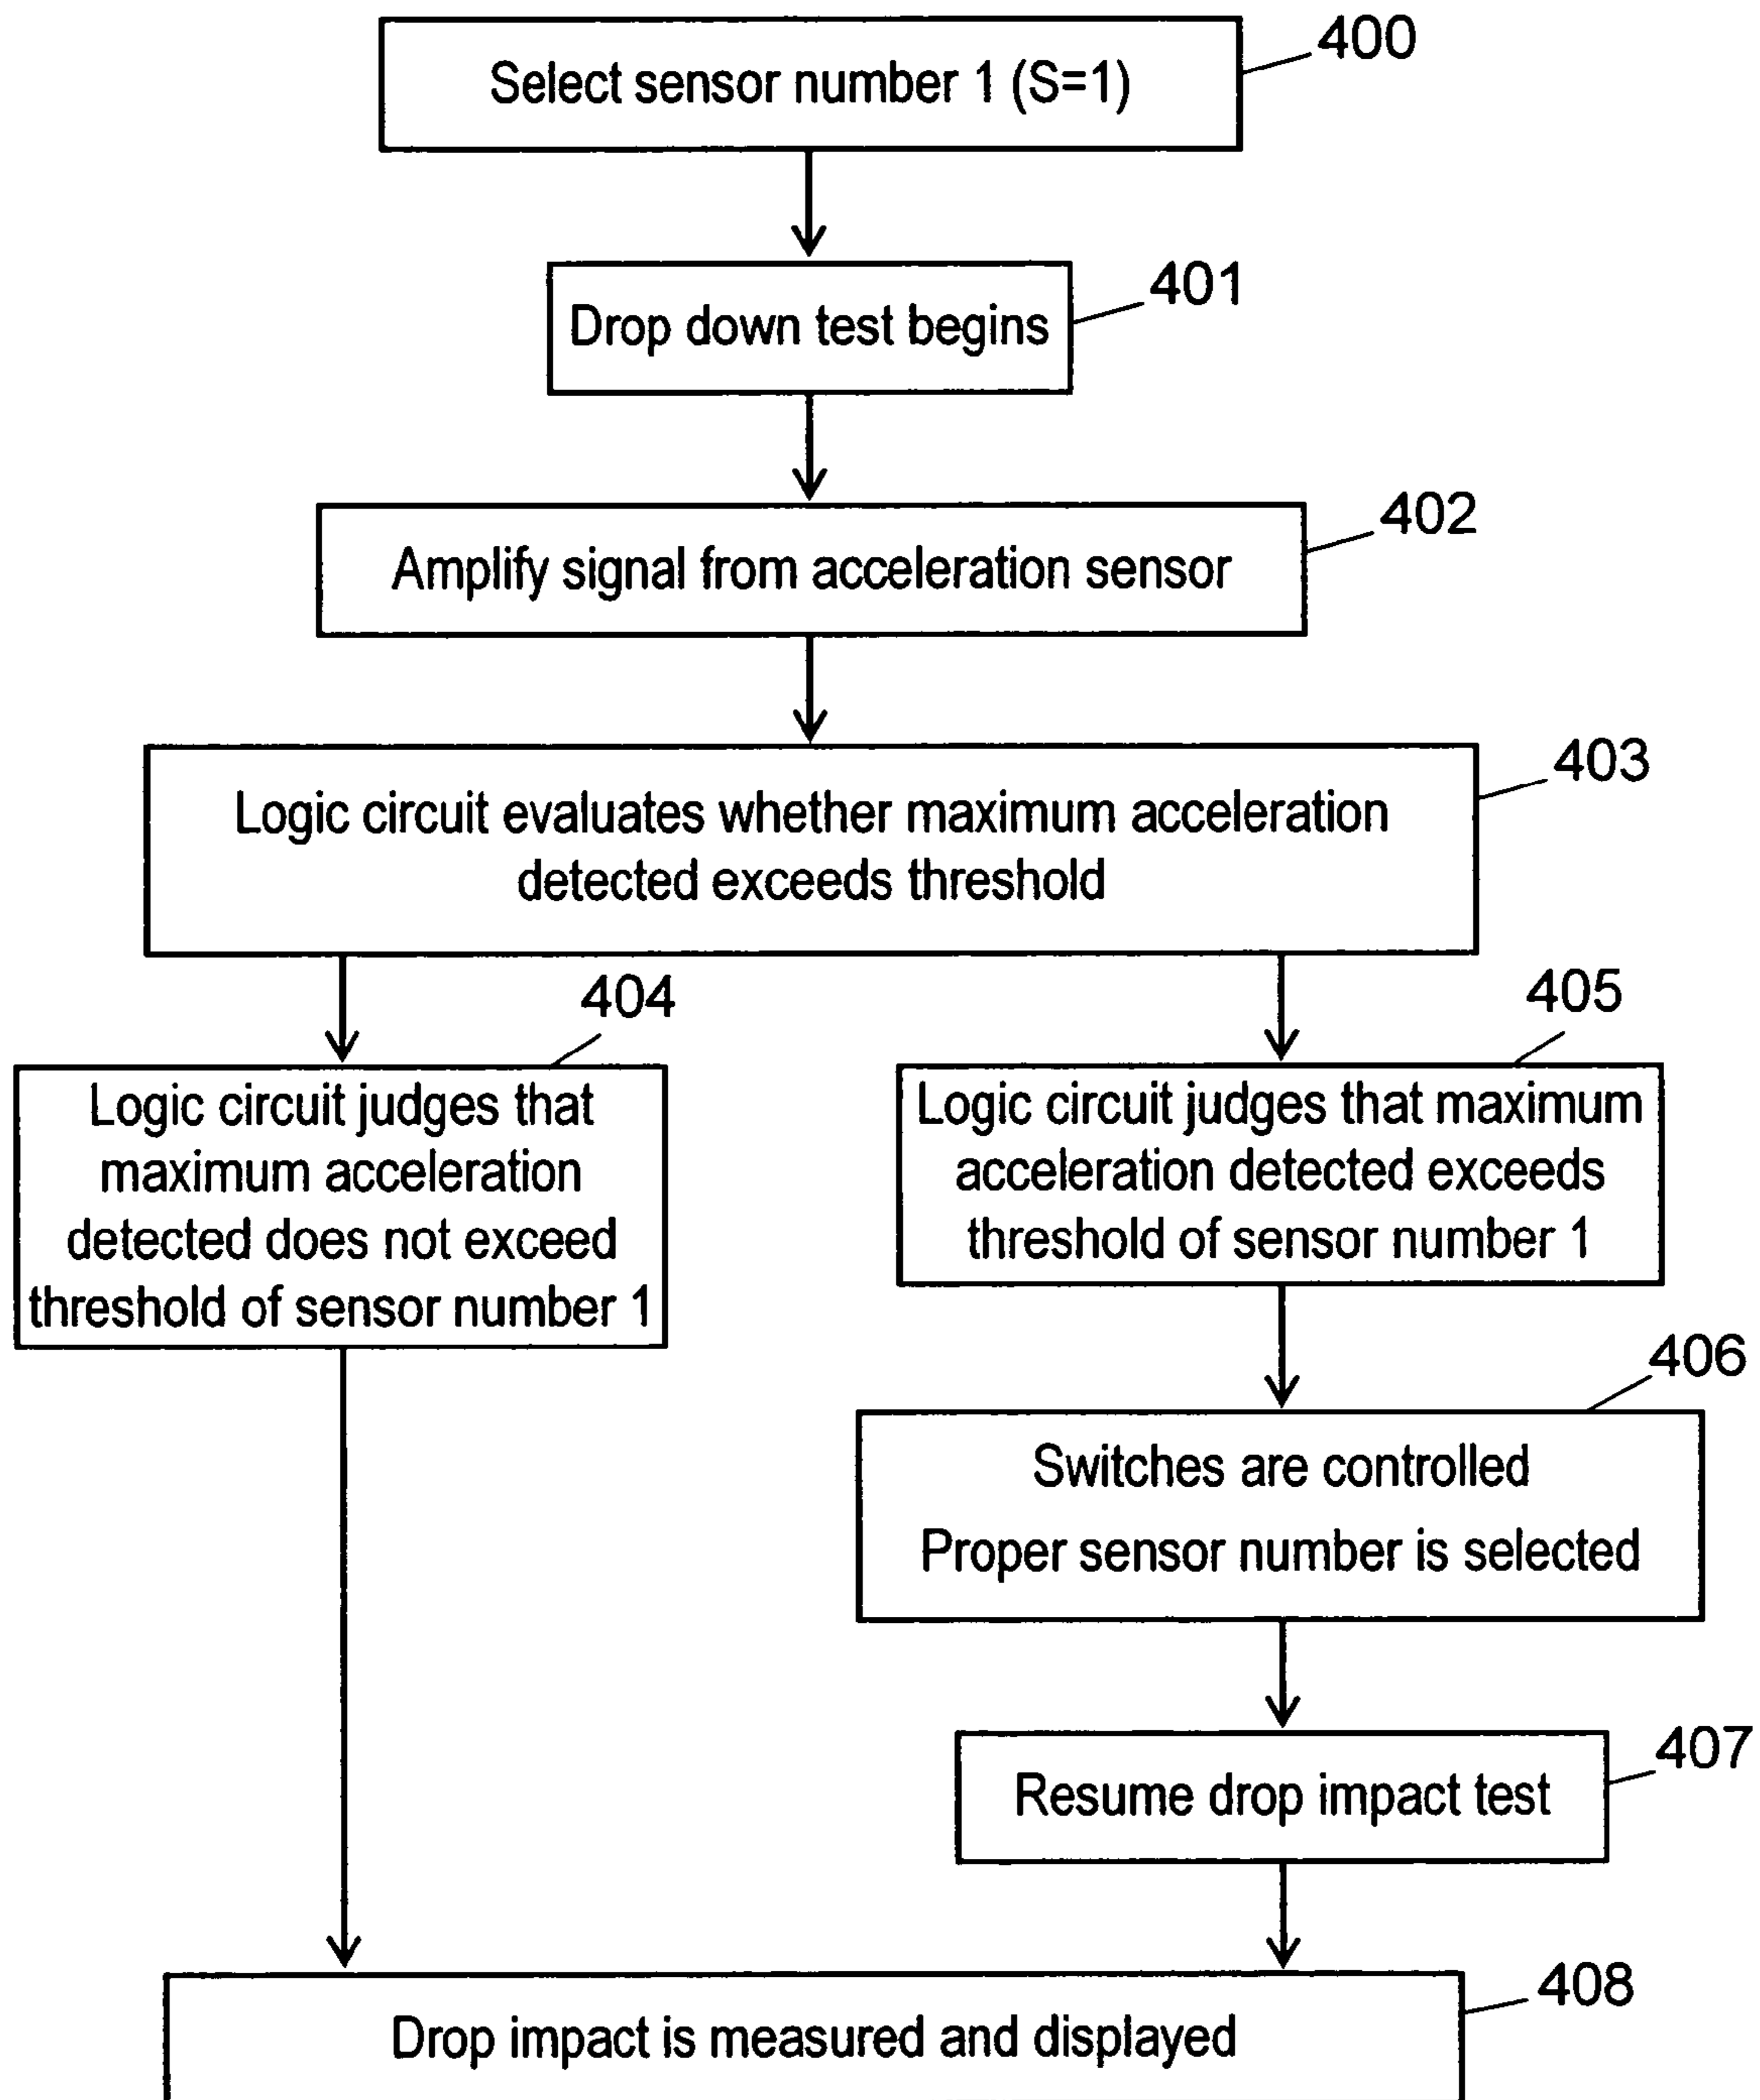 400
Select sensor number 1 (S=1)
401
Drop down test begins
402
Amplify signal from acceleration sensor
403
Logic circuit evaluates whether maximum acceleration
detected exceeds threshold
404
Logic circuit judges that
maximum acceleration
detected does not exceed
threshold of sensor number 1
405
Logic circuit judges that maximum
acceleration detected exceeds
threshold of sensor number 1
406
Switches are controlled
Proper sensor number is selected
407
Resume drop impact test
408
Drop impact is measured and displayed